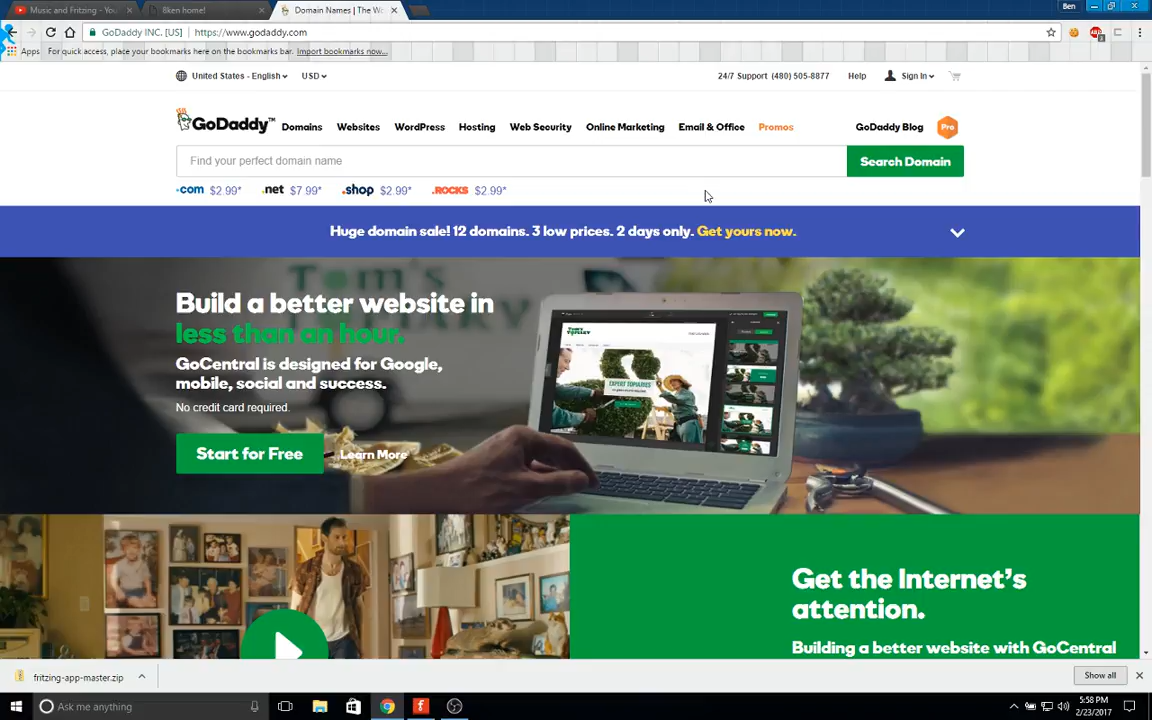 Music and Fritzing - You
8ken home!
Domain Names | The W
Ben
GoDaddy INC. [US]
https://www.godaddy.com
Apps
For quick access, place your bookmarks here on the bookmarks bar.
Import bookmarks now...
United States - English
USD
24/7 Support (480) 505-8877
Help
Sign In
GoDaddy™
Domains
Websites
WordPress
Hosting
Web Security
Online Marketing
Email & Office
Promos
GoDaddy Blog
Pro
Find your perfect domain name
Search Domain
.com $2.99*
.net $7.99*
.shop $2.99*
.ROCKS $2.99*
Huge domain sale! 12 domains. 3 low prices. 2 days only. Get yours now.
Tom's
Build a better website in
less than an hour.
GoCentral is designed for Google,
mobile, social and success.
No credit card required.
EXPERT TOPIARIES
Start for Free
Learn More
Get the Internet's
attention.
Building a better website with GoCentral
fritzing-app-master.zip
Show all
Ask me anything
5:58 PM
2/23/2017